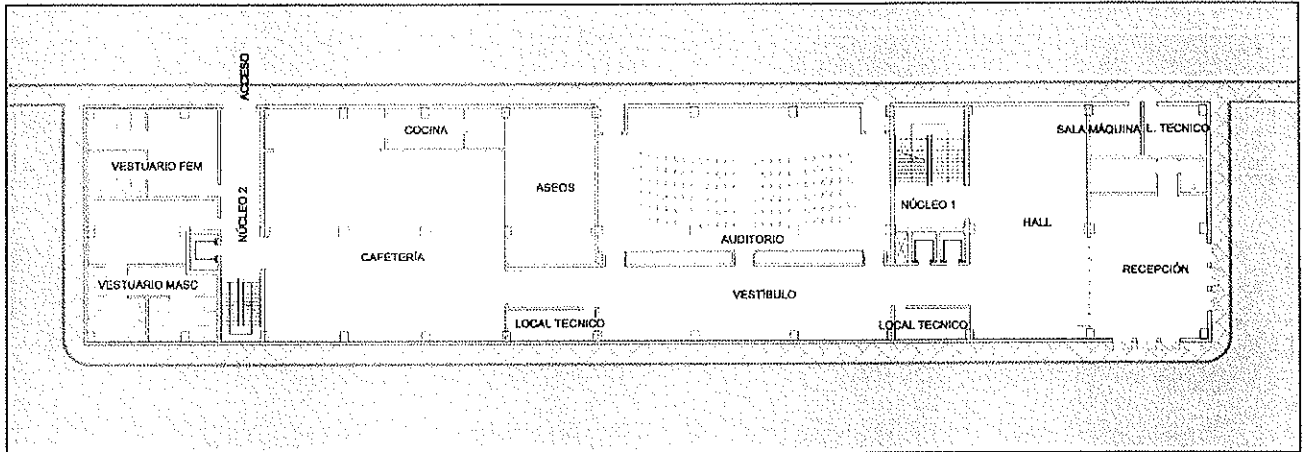 ACCESO
COCINA
SALA MÁQUINA
L. TECNICO
VESTUARIO FEM
ASEOS
NÚCLEO 2
NÚCLEO 1
HALL
AUDITORIO
CAFETERÍA
RECEPCIÓN
VESTUARIO MASC
VESTÍBULO
LOCAL TECNICO
LOCAL TECNICO